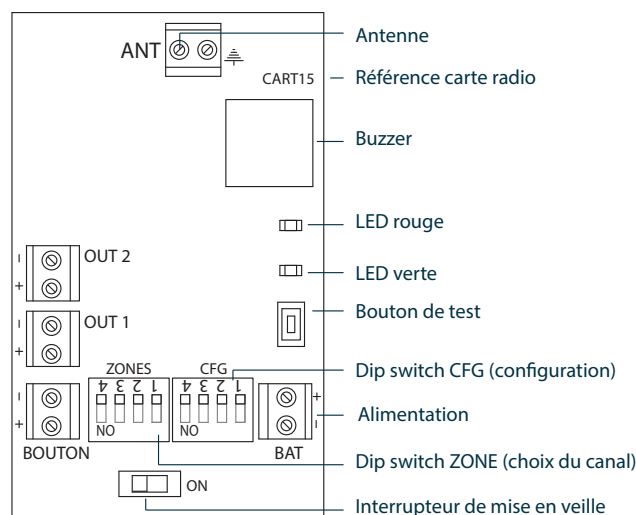 Antenne
ANT
CART15
Référence carte radio
Buzzer
LED rouge
OUT 2
LED verte
Bouton de test
OUT 1
ZONES
CFG
Dip switch CFG (configuration)
4 3 2 1
4 3 2 1
Alimentation
NO
NO
BOUTON
BAT
Dip switch ZONE (choix du canal)
ON
Interrupteur de mise en veille
- +
- +
- +
+ -